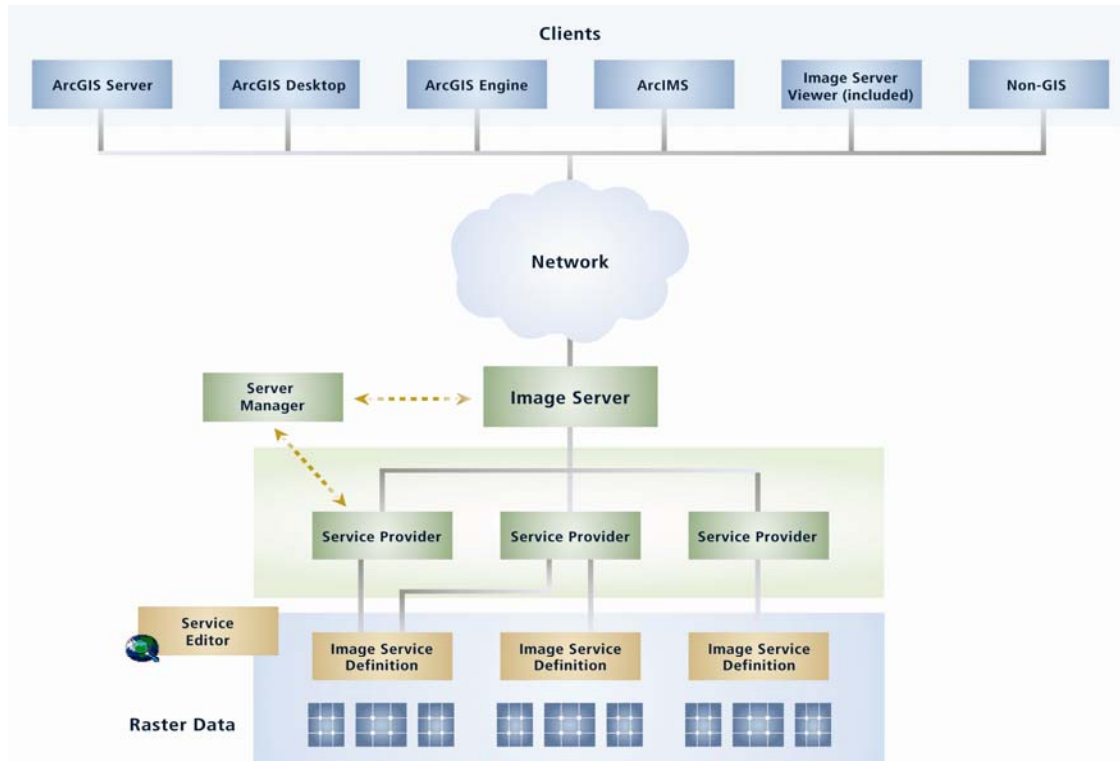 Clients
ArcGIS Server
ArcGIS Desktop
ArcGIS Engine
ArcIMS
Image Server
Viewer (included)
Non-GIS
Network
Server
Manager
Image Server
Service Provider
Service Provider
Service Provider
Service
Editor
Image Service
Definition
Image Service
Definition
Image Service
Definition
Raster Data